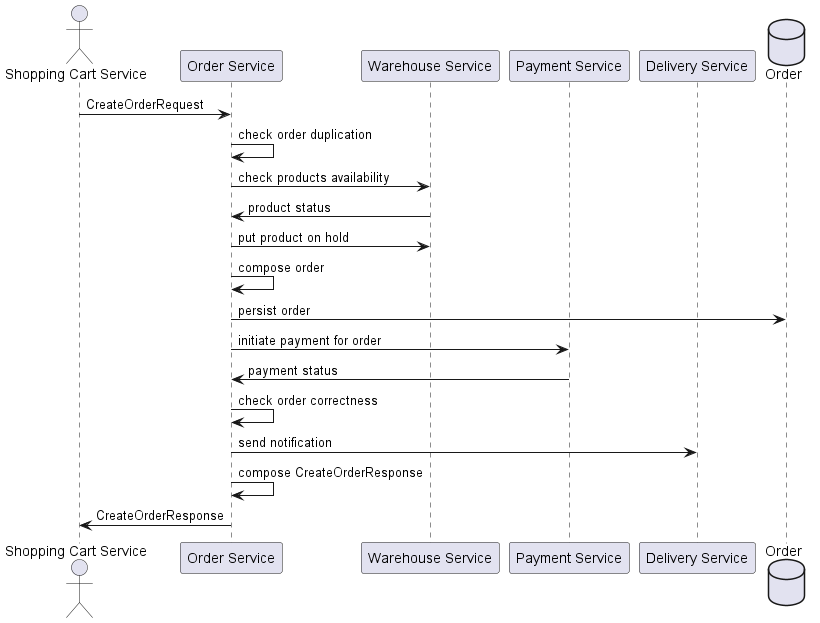 Shopping Cart Service
Order Service
Warehouse Service
Payment Service
Delivery Service
Order
CreateOrderRequest
check order duplication
check products availability
product status
put product on hold
compose order
persist order
initiate payment for order
payment status
check order correctness
send notification
compose CreateOrderResponse
CreateOrderResponse
Shopping Cart Service
Order Service
Warehouse Service
Payment Service
Delivery Service
Order